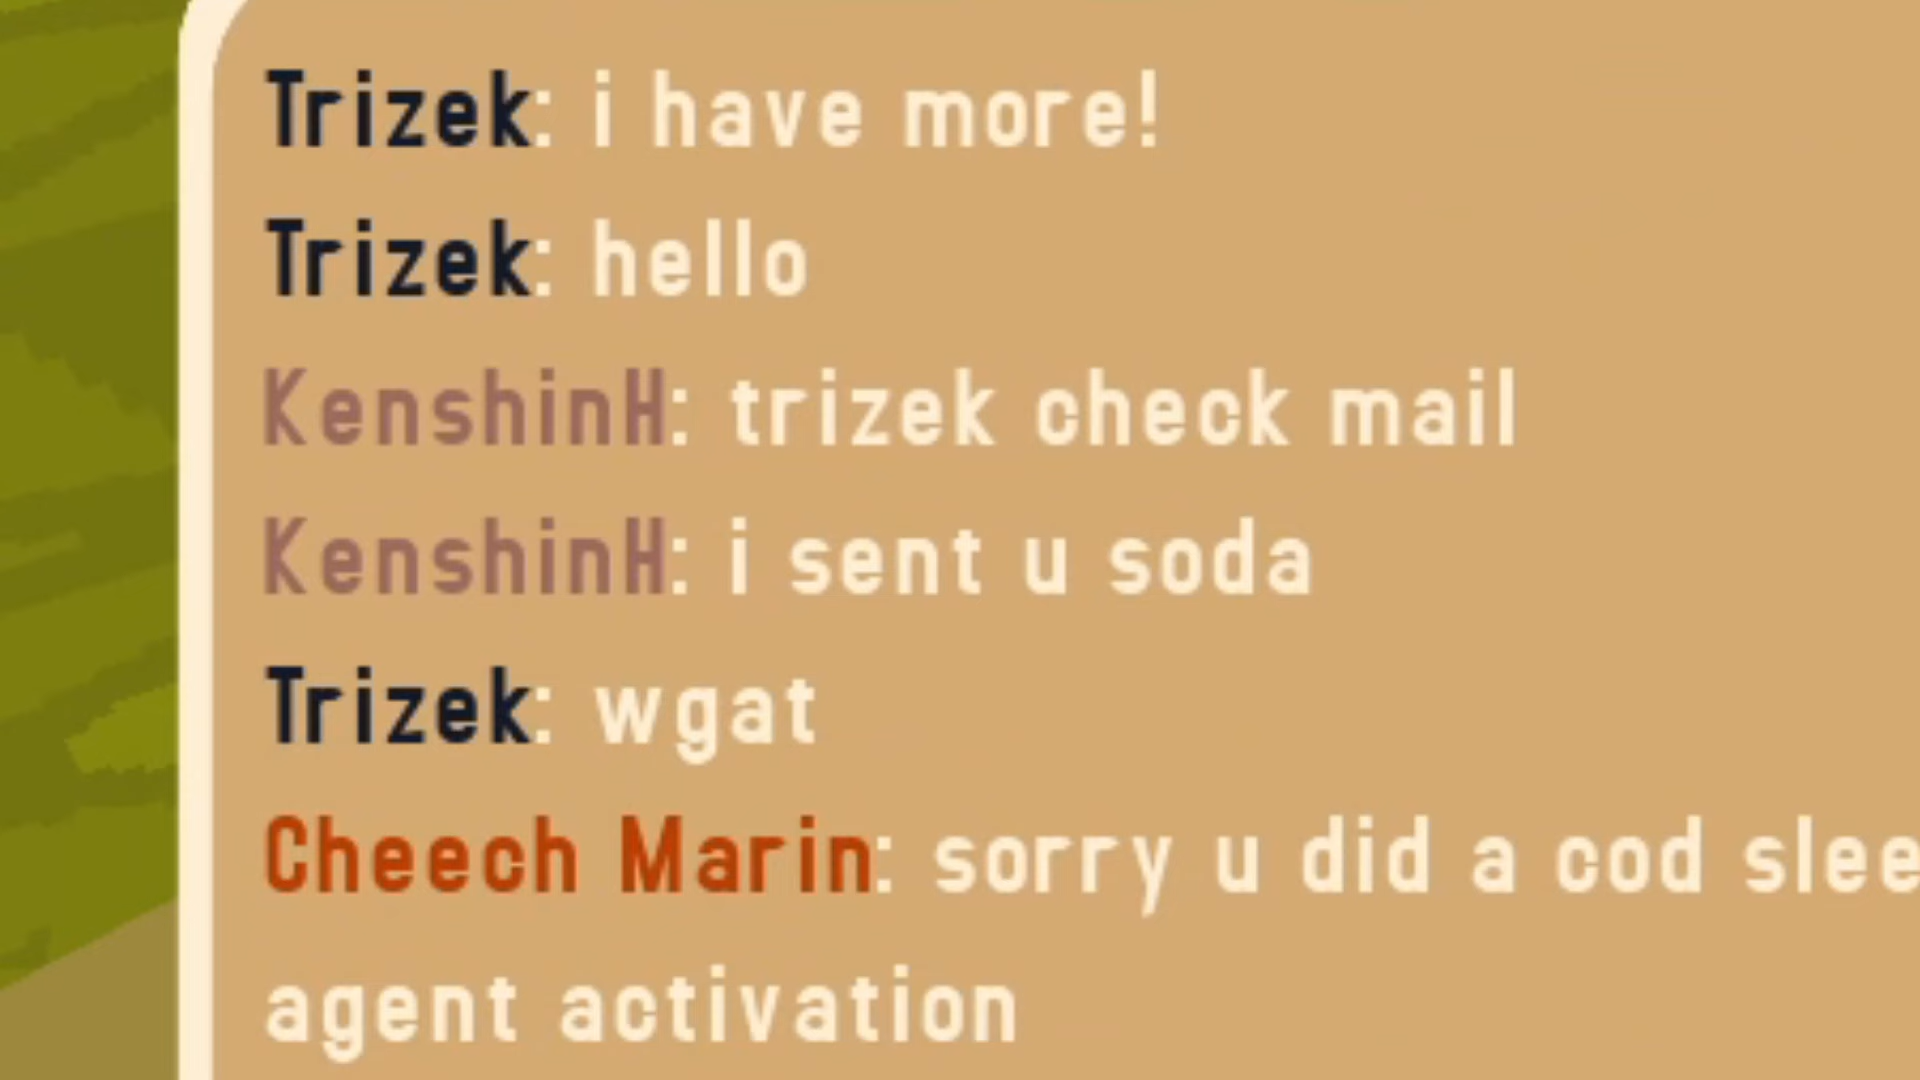 Trizek: i have more!
Trizek: hello
KenshinH: trizek check mail
KenshinH: i sent u soda
Trizek: wgat
Cheech Marin: sorry u did a cod
agent activation